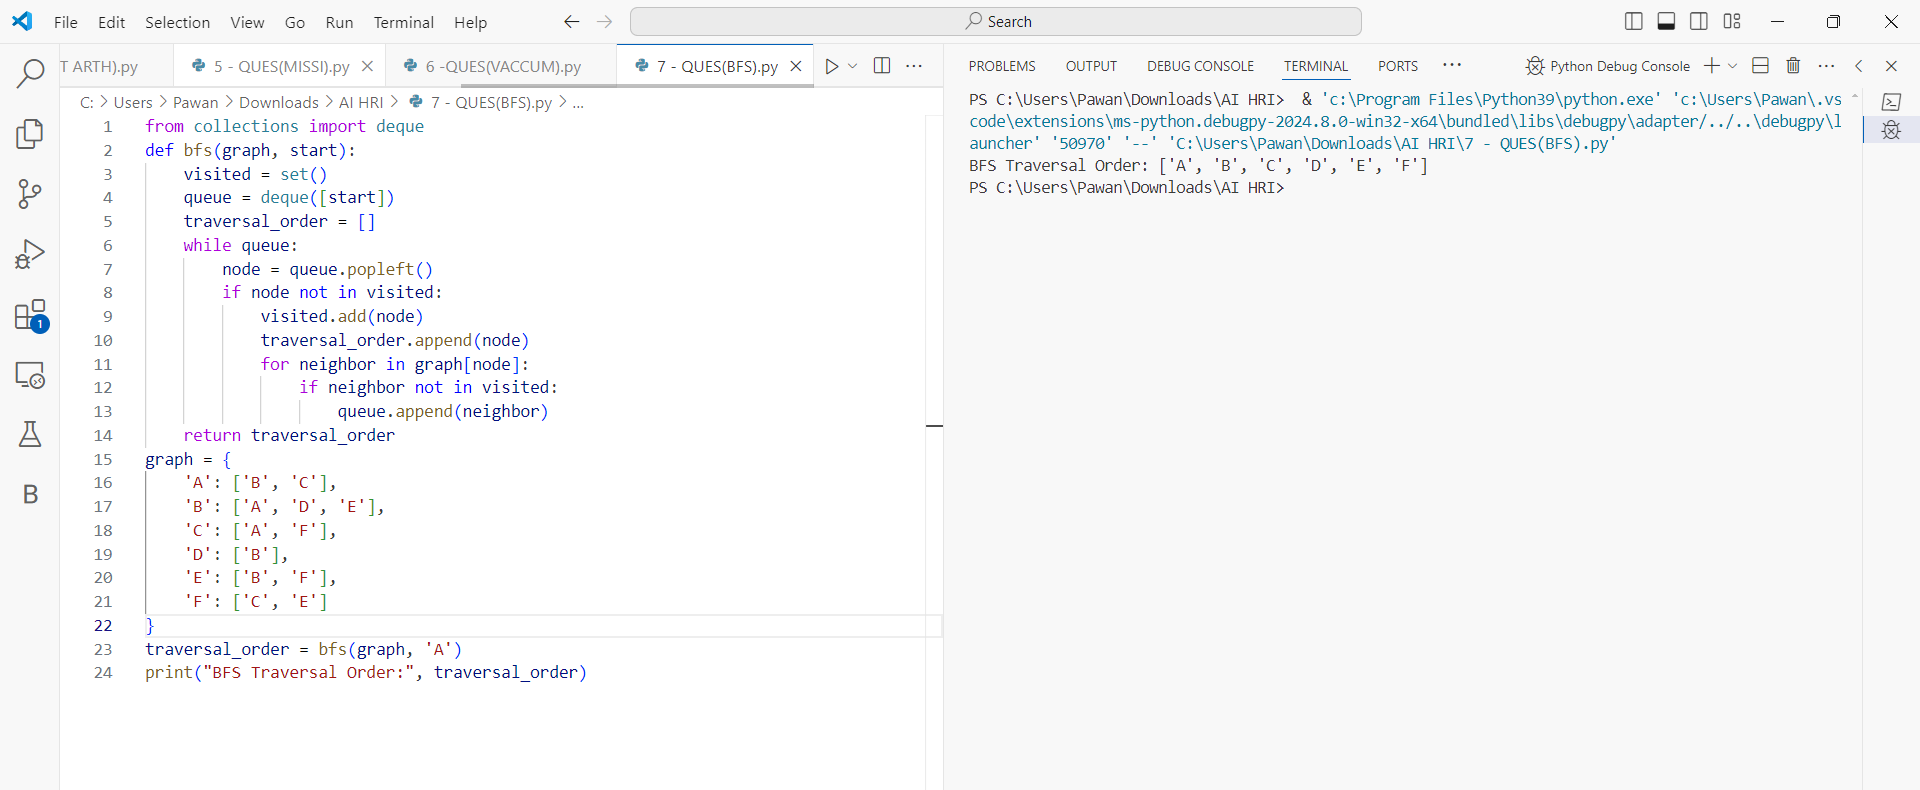 File Edit Selection View Go Run Terminal Help Search
T ARTH).py 5 - QUES(MISSI).py 6 -QUES(VACCUM).py 7 - QUES(BFS).py
C: > Users > Pawan > Downloads > AI HRI > 7 - QUES(BFS).py > ...
1 from collections import deque
2 def bfs(graph, start):
3     visited = set()
4     queue = deque([start])
5     traversal_order = []
6     while queue:
7         node = queue.popleft()
8         if node not in visited:
9             visited.add(node)
10             traversal_order.append(node)
11             for neighbor in graph[node]:
12                 if neighbor not in visited:
13                     queue.append(neighbor)
14     return traversal_order
15 graph = {
16     'A': ['B', 'C'],
17     'B': ['A', 'D', 'E'],
18     'C': ['A', 'F'],
19     'D': ['B'],
20     'E': ['B', 'F'],
21     'F': ['C', 'E']
22 }
23 traversal_order = bfs(graph, 'A')
24 print("BFS Traversal Order:", traversal_order)
1
B
PROBLEMS OUTPUT DEBUG CONSOLE TERMINAL PORTS ... Python Debug Console
PS C:\Users\Pawan\Downloads\AI HRI>  & 'c:\Program Files\Python39\python.exe' 'c:\Users\Pawan\.vs
code\extensions\ms-python.debugpy-2024.8.0-win32-x64\bundled\libs\debugpy\adapter/../..\debugpy\l
auncher' '50970' '--' 'C:\Users\Pawan\Downloads\AI HRI\7 - QUES(BFS).py'
BFS Traversal Order: ['A', 'B', 'C', 'D', 'E', 'F']
PS C:\Users\Pawan\Downloads\AI HRI>